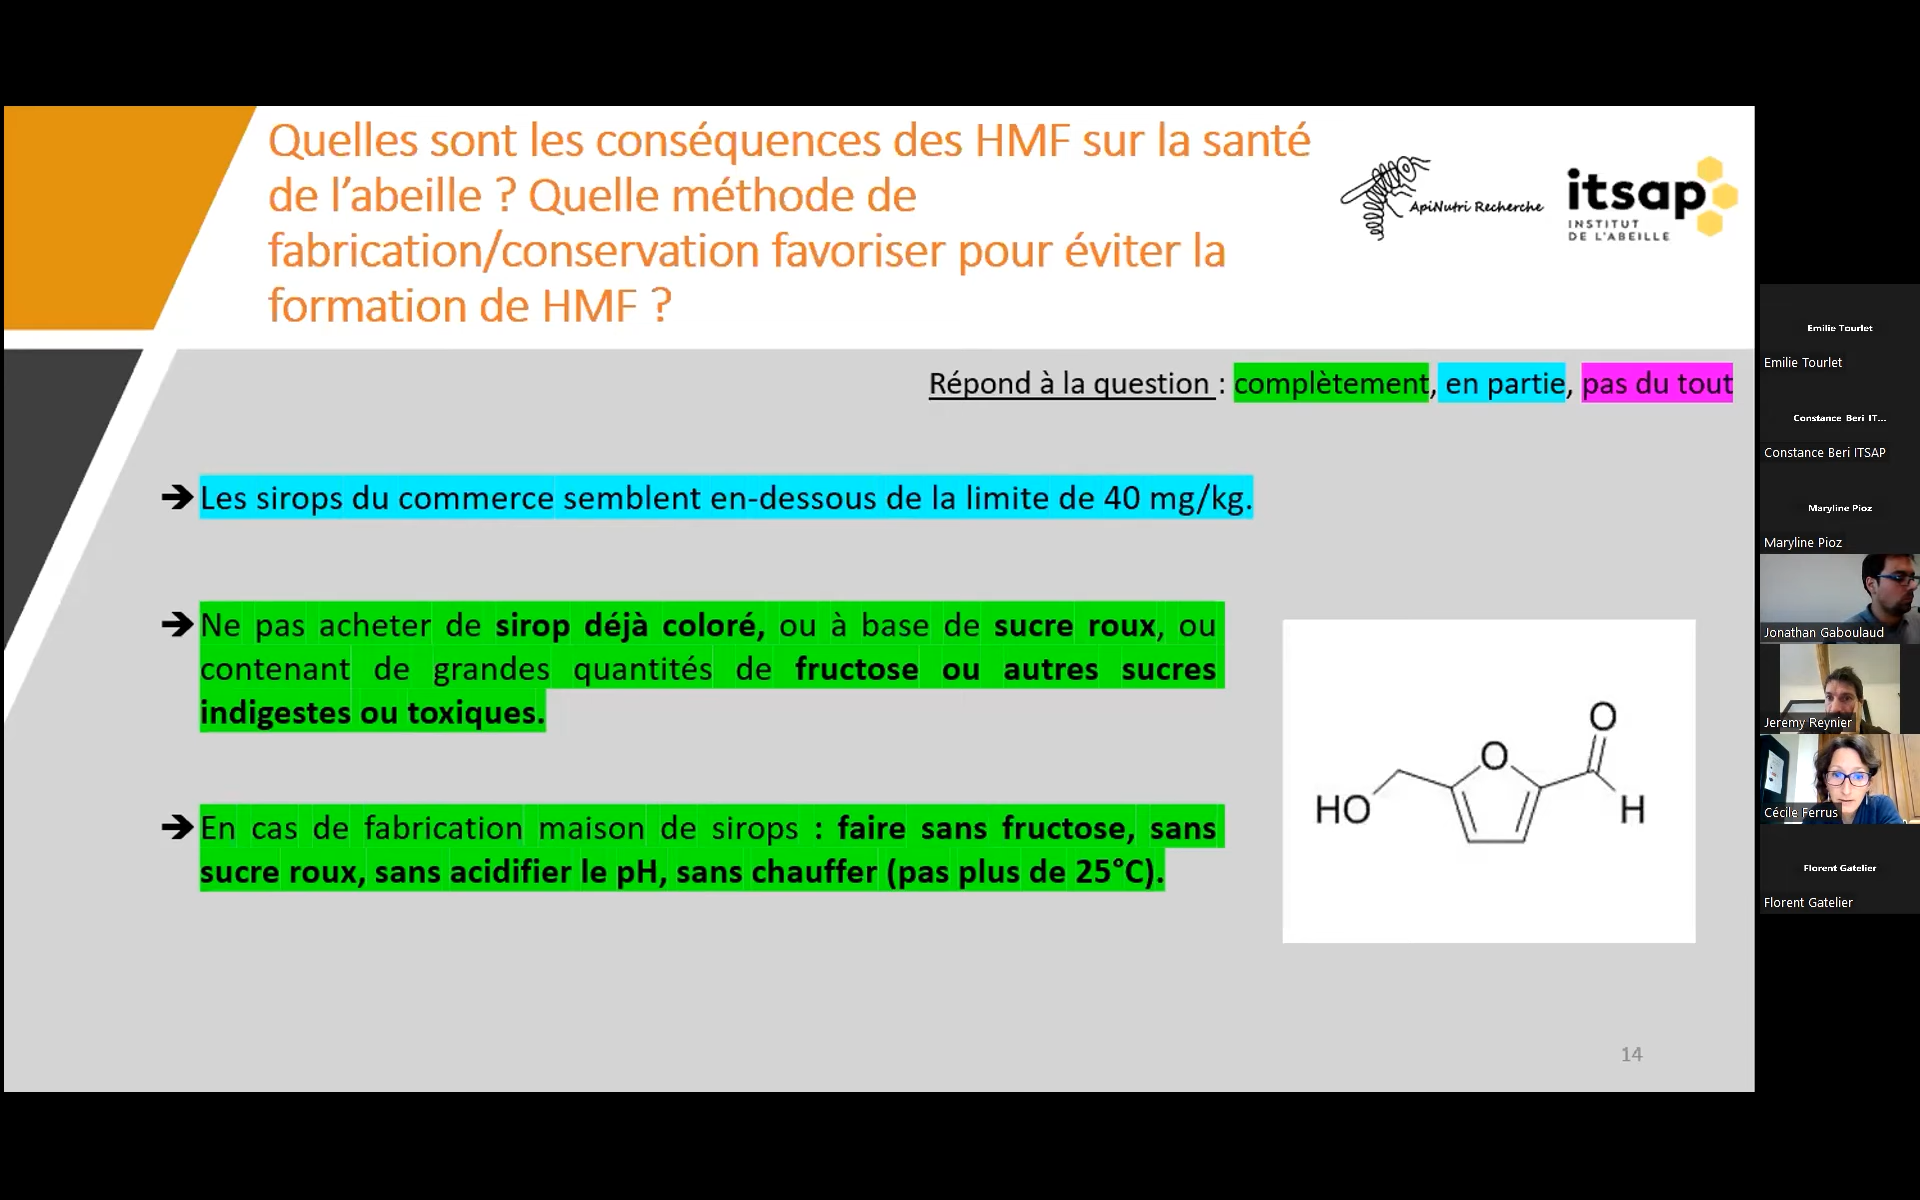 Quelles sont les conséquences des HMF sur la santé
de l'abeille ? Quelle méthode de
fabrication/conservation favoriser pour éviter la
formation de HMF ?
ApiNutri Recherche
itsap
INSTITUT
DE L'ABEILLE
Répond à la question : complètement, en partie, pas du tout
➔ Les sirops du commerce semblent en-dessous de la limite de 40 mg/kg.
➔ Ne pas acheter de sirop déjà coloré, ou à base de sucre roux, ou
contenant de grandes quantités de fructose ou autres sucres
indigestes ou toxiques.
➔ En cas de fabrication maison de sirops : faire sans fructose, sans
sucre roux, sans acidifier le pH, sans chauffer (pas plus de 25°C).
HO
O
O
H
14
Emilie Tourlet
Emilie Tourlet
Constance Beri IT...
Constance Beri ITSAP
Maryline Pioz
Maryline Pioz
Jonathan Gaboulaud
Jeremy Reynier
Cécile Ferrus
Florent Gatelier
Florent Gatelier